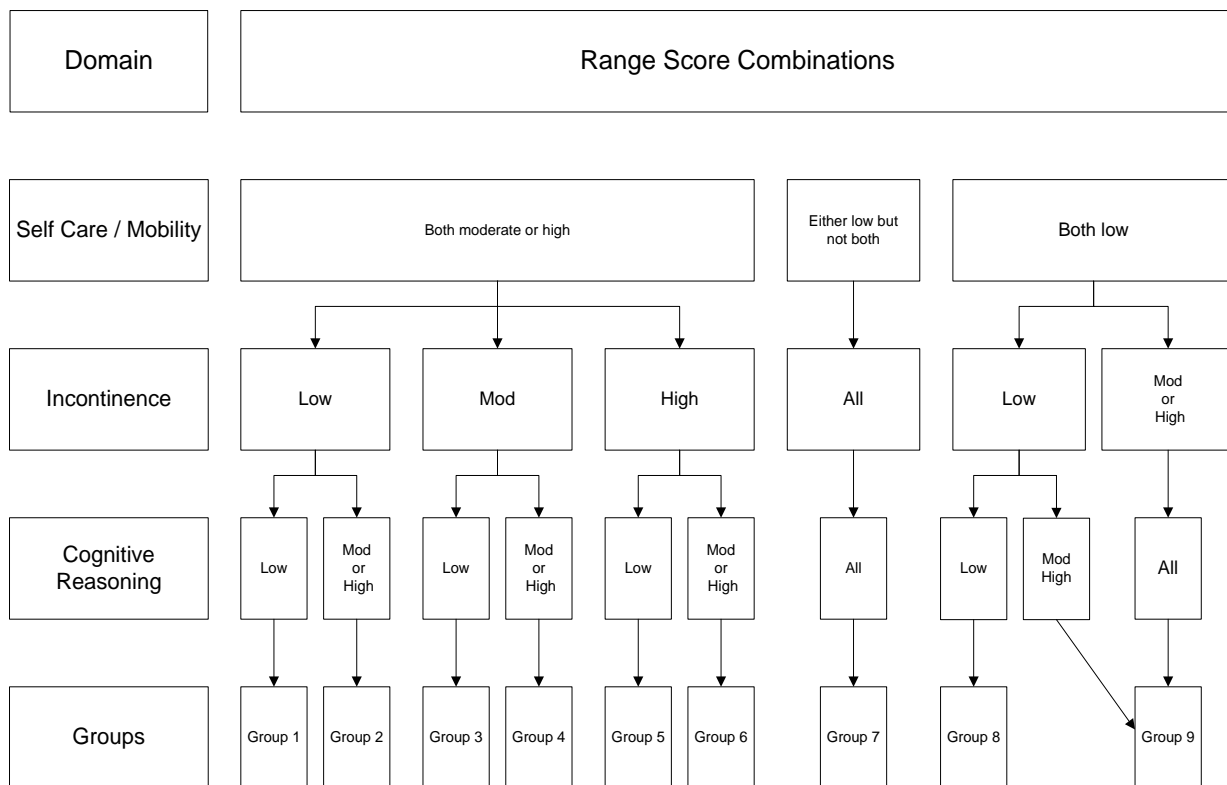 Domain
Range Score Combinations
Self Care / Mobility
Both moderate or high
Either low but
not both
Both low
Incontinence
Low
Mod
High
All
Low
Mod
or
High
Cognitive
Reasoning
Low
Mod
or
High
Low
Mod
or
High
Low
Mod
or
High
All
Low
Mod
High
All
Groups
Group 1
Group 2
Group 3
Group 4
Group 5
Group 6
Group 7
Group 8
Group 9